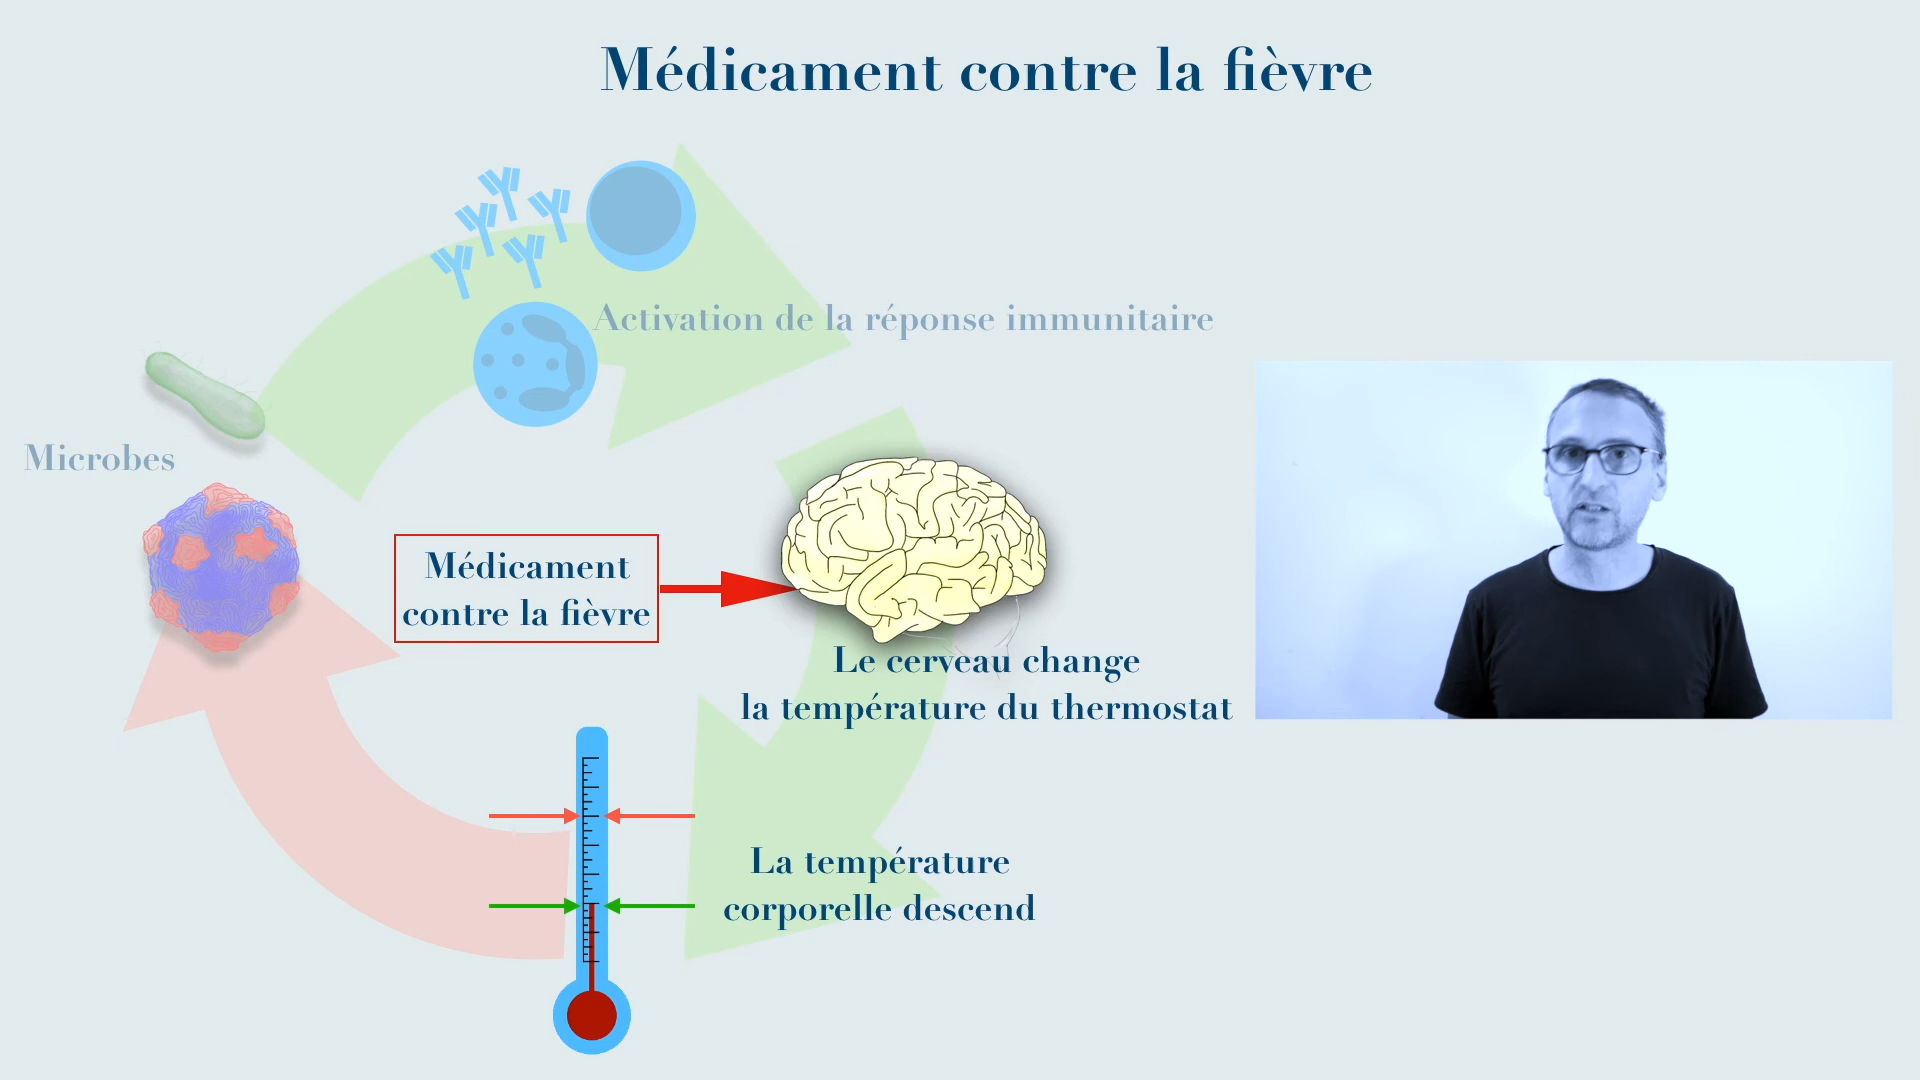 Médicament contre la fièvre
Activation de la réponse immunitaire
Microbes
Médicament
contre la fièvre
Le cerveau change
la température du thermostat
La température
corporelle descend